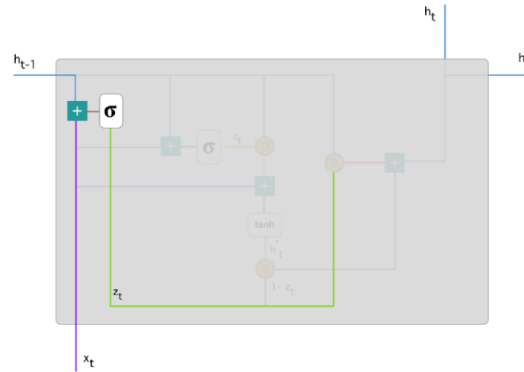 h_t
h_{t-1}
h
+
σ
+
σ
r_t
+
+
tanh
h'_t
z_t
1- z_t
x_t